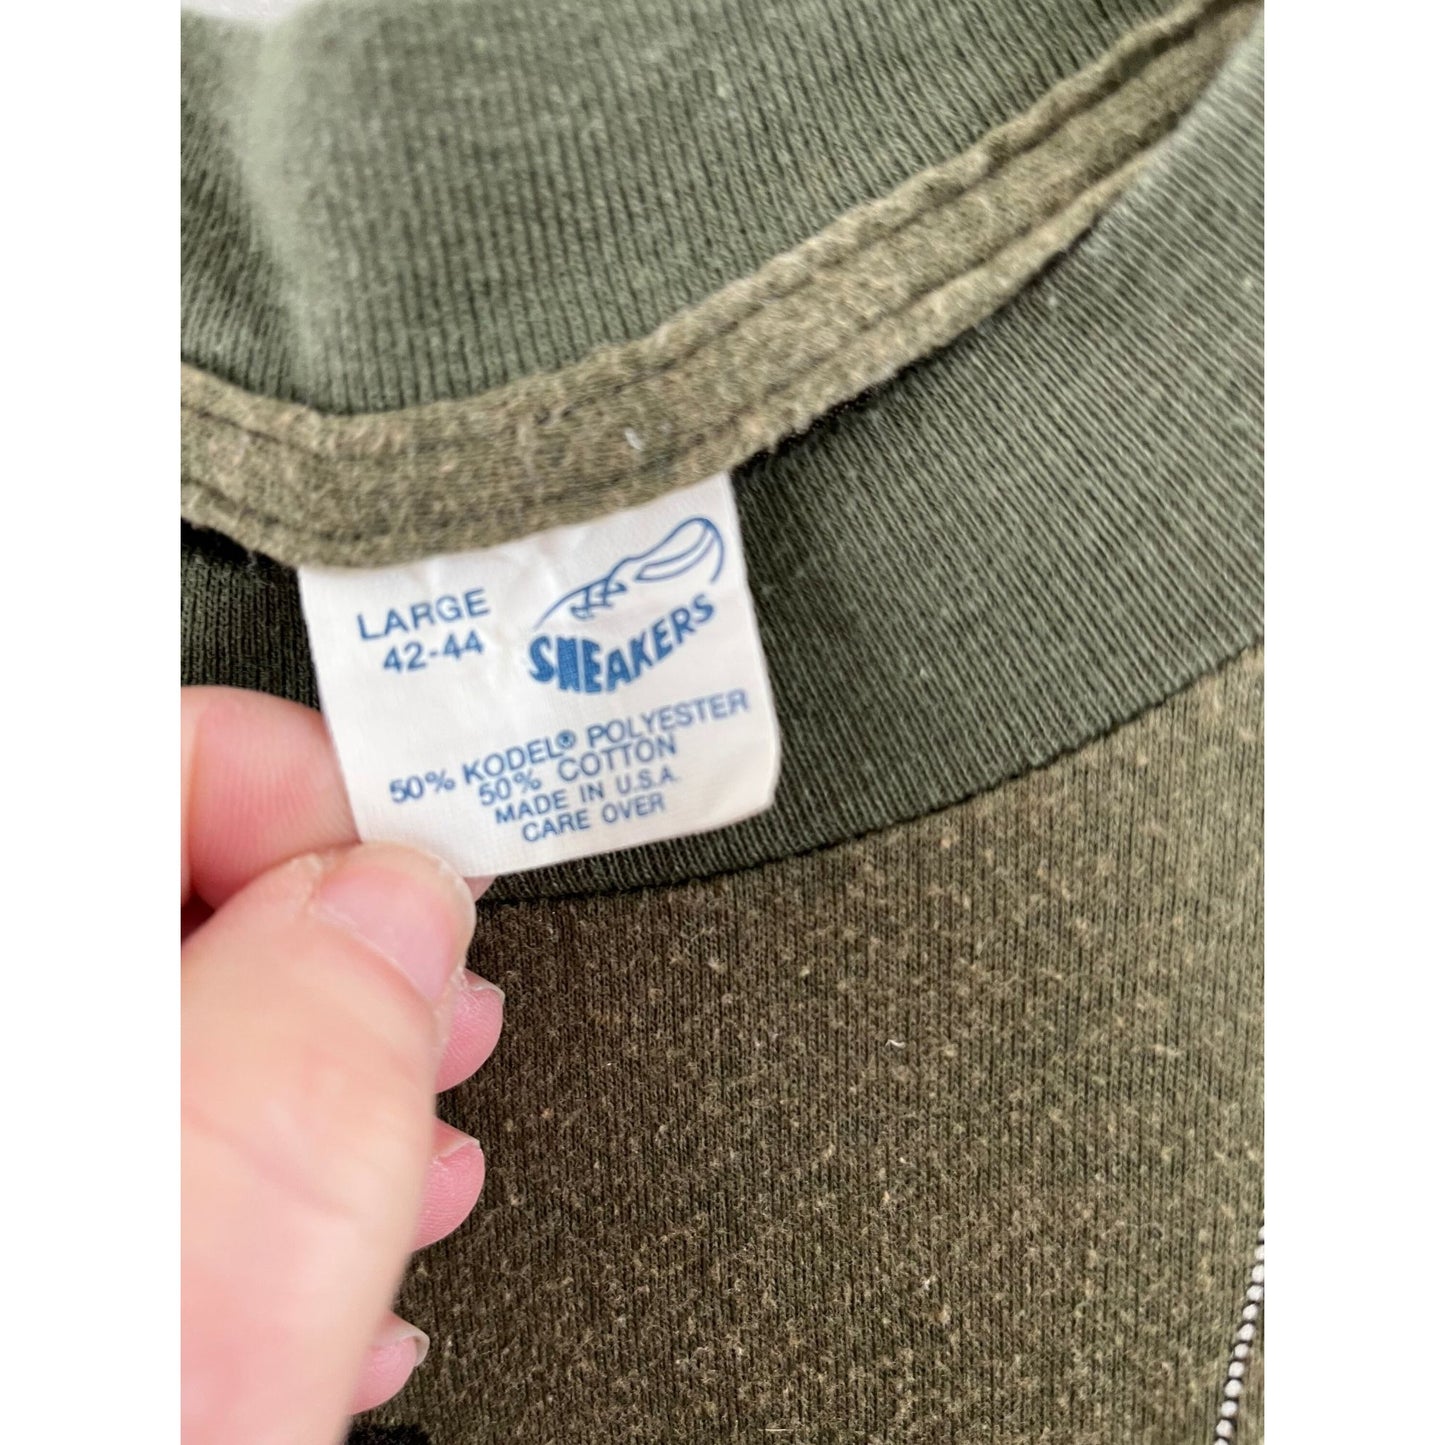 LARGE
42-44
SNEAKERS
50% KODEL® POLYESTER
50% COTTON
MADE IN U.S.A.
CARE OVER